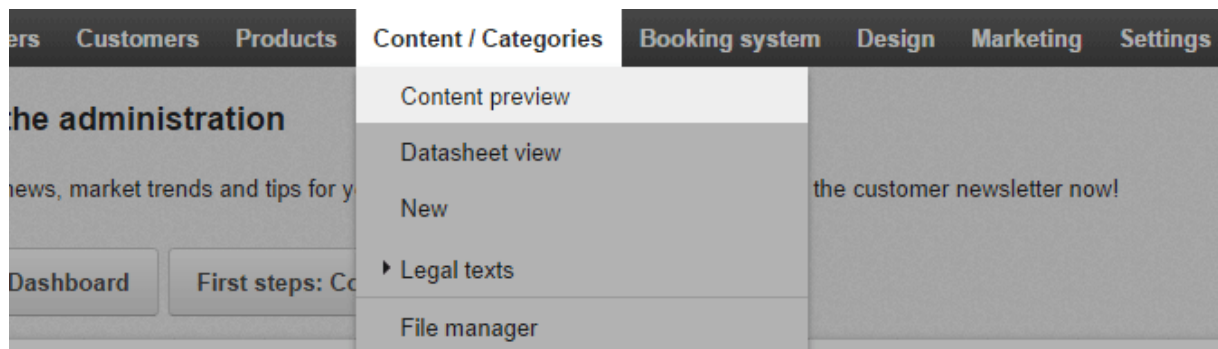 ers Customers Products Content / Categories Booking system Design Marketing Settings
Content preview
the administration
Datasheet view
news, market trends and tips for y the customer newsletter now!
New
Legal texts
Dashboard First steps: Co
File manager